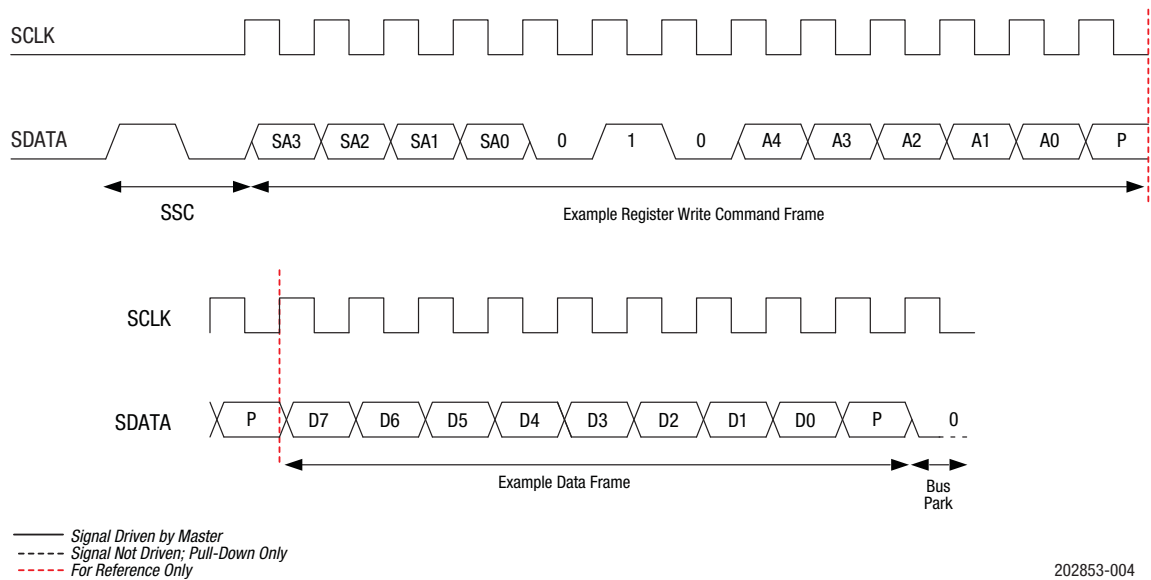 SCLK
SDATA SA3 SA2 SA1 SA0 0 1 0 A4 A3 A2 A1 A0 P
SSC Example Register Write Command Frame
SCLK
SDATA P D7 D6 D5 D4 D3 D2 D1 D0 P 0
Example Data Frame Bus
Park
Signal Driven by Master
Signal Not Driven; Pull-Down Only
For Reference Only 202853-004